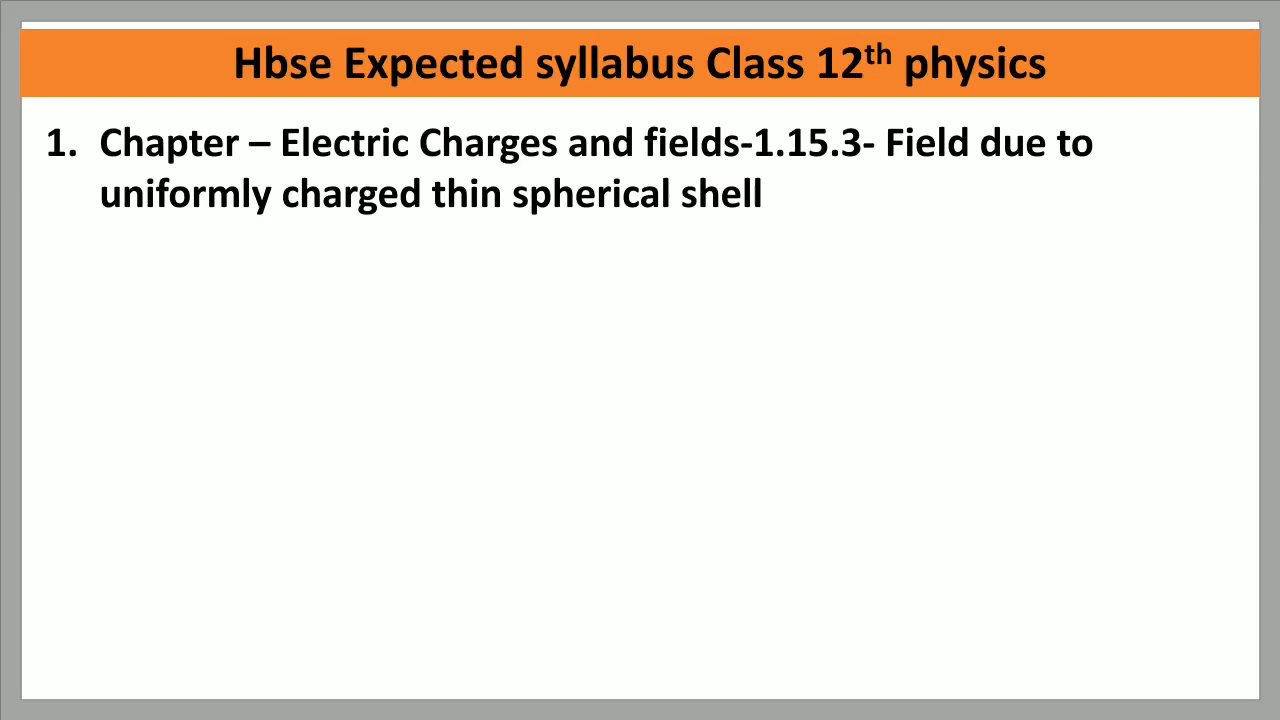 Hbse Expected syllabus Class 12th physics
1. Chapter – Electric Charges and fields-1.15.3- Field due to
uniformly charged thin spherical shell